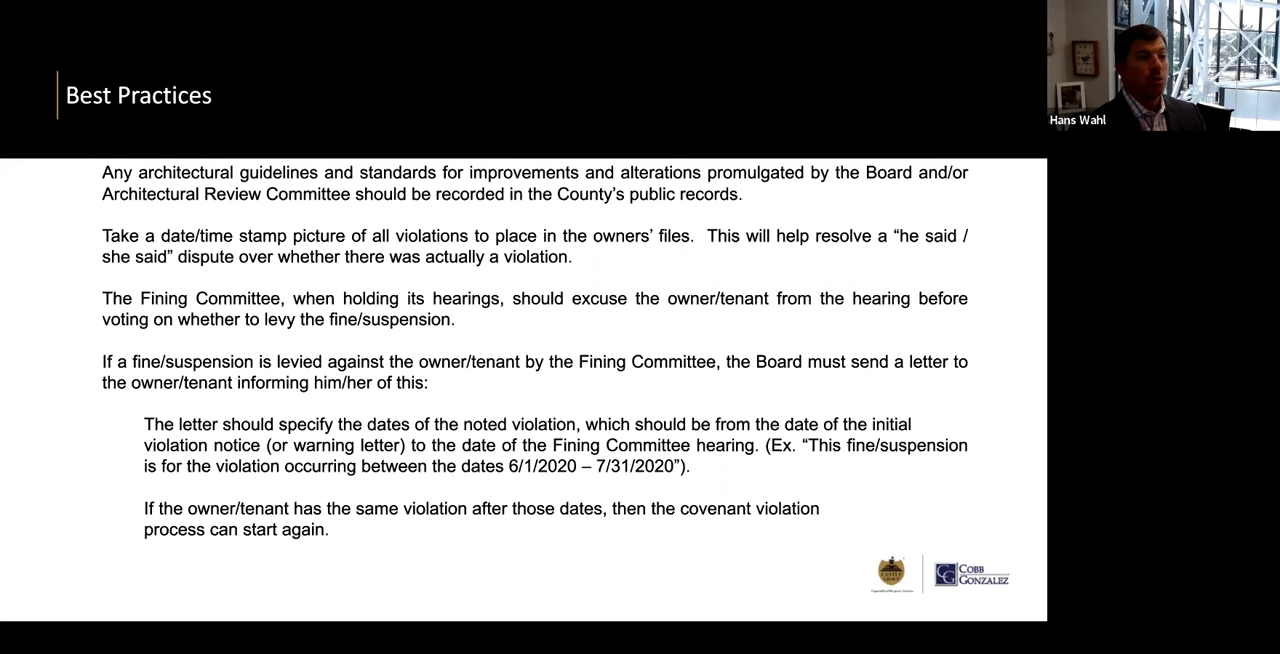 Best Practices
Hans Wahl
Any architectural guidelines and standards for improvements and alterations promulgated by the Board and/or
Architectural Review Committee should be recorded in the County’s public records.
Take a date/time stamp picture of all violations to place in the owners’ files.  This will help resolve a “he said /
she said” dispute over whether there was actually a violation.
The Fining Committee, when holding its hearings, should excuse the owner/tenant from the hearing before
voting on whether to levy the fine/suspension.
If a fine/suspension is levied against the owner/tenant by the Fining Committee, the Board must send a letter to
the owner/tenant informing him/her of this:
The letter should specify the dates of the noted violation, which should be from the date of the initial
violation notice (or warning letter) to the date of the Fining Committee hearing. (Ex. “This fine/suspension
is for the violation occurring between the dates 6/1/2020 – 7/31/2020”).
If the owner/tenant has the same violation after those dates, then the covenant violation
process can start again.
CASTLE
GROUP
CG
COBB
GONZALEZ